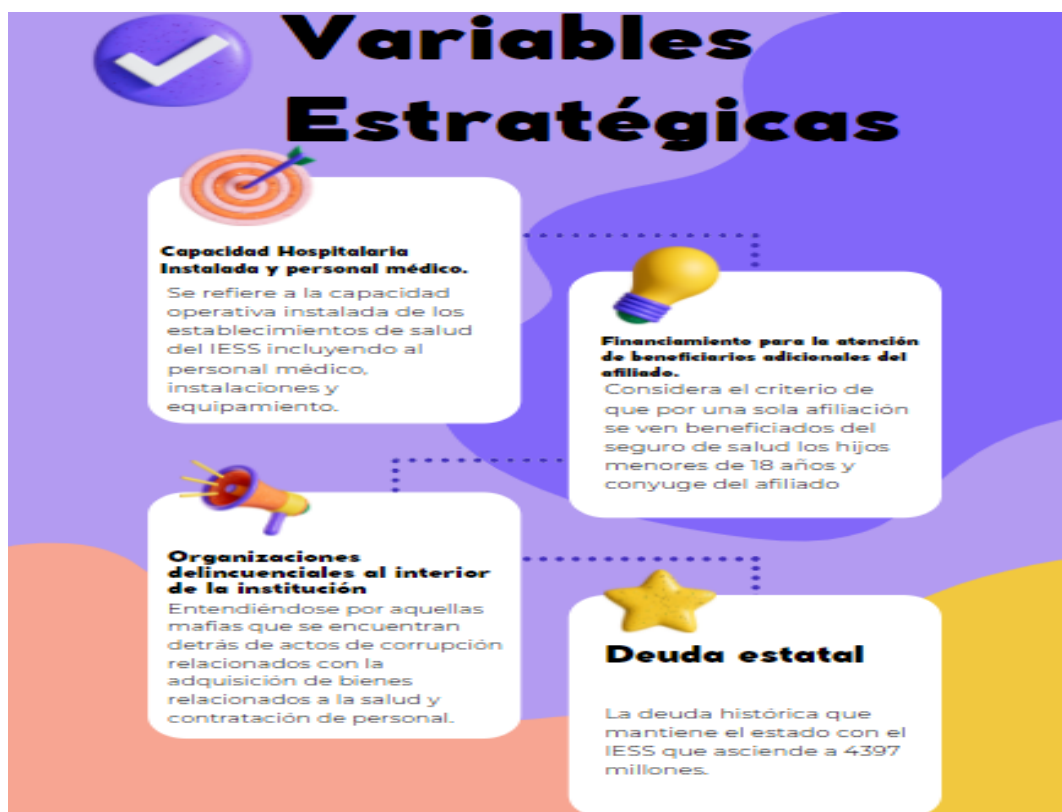 Variables
Estratégicas
Capacidad Hospitalaria
Instalada y personal médico.
Se refiere a la capacidad
operativa instalada de los
establecimientos de salud
del IESS incluyendo al
personal médico,
instalaciones y
equipamiento.
Financiamiento para la atención
de beneficiarios adicionales del
afiliado.
Considera el criterio de
que por una sola afiliación
se ven beneficiados del
seguro de salud los hijos
menores de 18 años y
conyuge del afiliado
Organizaciones
delincuenciales al interior
de la institución
Entendiéndose por aquellas
mafias que se encuentran
detrás de actos de corrupción
relacionados con la
adquisición de bienes
relacionados a la salud y
contratación de personal.
Deuda estatal
La deuda histórica que
mantiene el estado con el
IESS que asciende a 4397
millones.